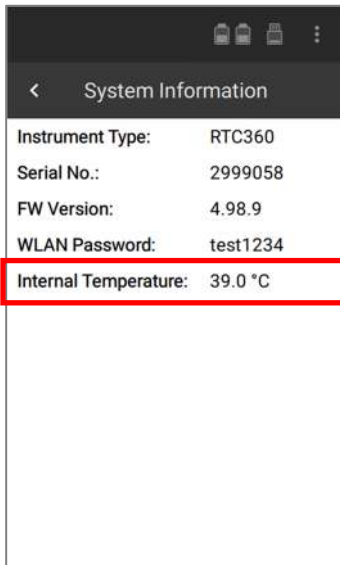 System Information
Instrument Type: RTC360
Serial No.: 2999058
FW Version: 4.98.9
WLAN Password: test1234
Internal Temperature: 39.0 °C